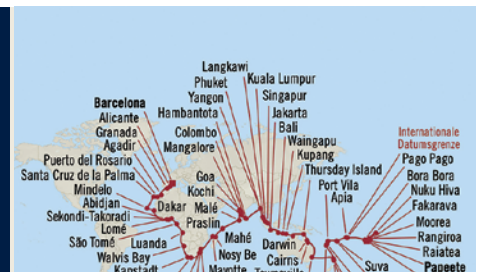 Langkawi
Phuket
Kuala Lumpur
Yangon
Singapur
Hambantota
Jakarta
Colombo
Bali
Mangalore
Waingapu
Kupang
Thursday Island
Port Vila
Apia
Barcelona
Alicante
Granada
Agadir
Puerto del Rosario
Santa Cruz de la Palma
Mindelo
Abidjan
Sekondi-Takoradi
Lomé
São Tomé
Luanda
Walvis Bay
Kapstadt
Dakar
Goa
Kochi
Malé
Praslin
Mahé
Nosy Be
Mayotte
Darwin
Cairns
Townsville
Internationale
Datumsgrenze
Pago Pago
Bora Bora
Nuku Hiva
Fakarava
Moorea
Rangiroa
Raiatea
Papeete
Suva